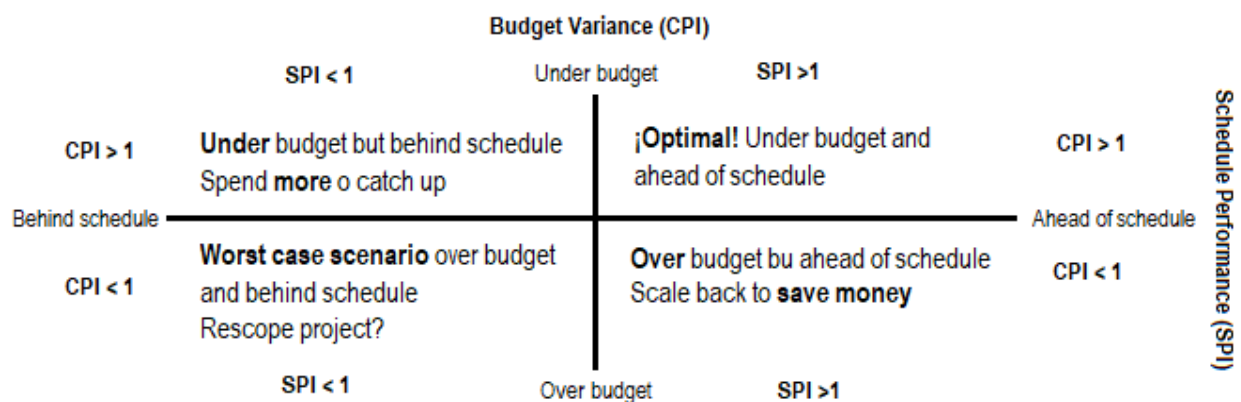 Budget Variance (CPI)
SPI < 1
Under budget
SPI >1
CPI > 1
Under budget but behind schedule
Spend more o catch up
¡Optimal! Under budget and
ahead of schedule
CPI > 1
Behind schedule
Ahead of schedule
CPI < 1
Worst case scenario over budget
and behind schedule
Rescope project?
Over budget bu ahead of schedule
Scale back to save money
CPI < 1
SPI < 1
Over budget
SPI >1
Schedule Performance (SPI)